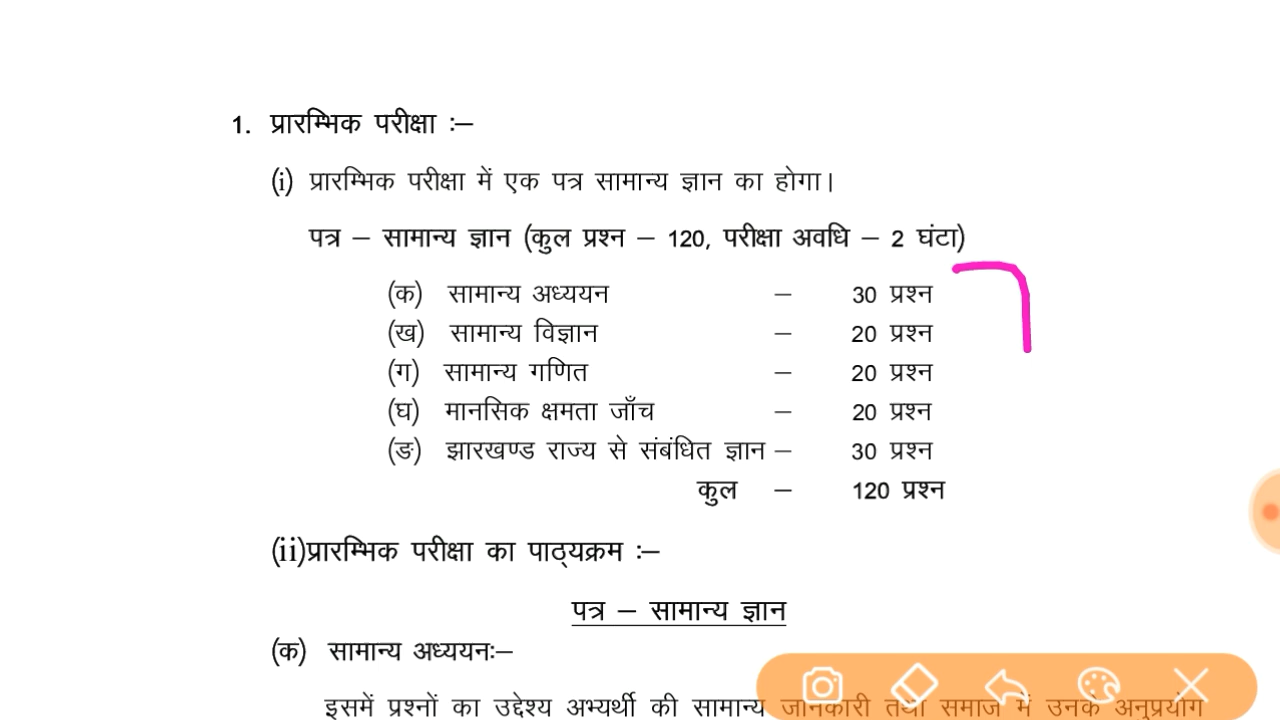 1. प्रारम्भिक परीक्षा :–
(i) प्रारम्भिक परीक्षा में एक पत्र सामान्य ज्ञान का होगा।
पत्र – सामान्य ज्ञान (कुल प्रश्न – 120, परीक्षा अवधि – 2 घंटा)
(क) सामान्य अध्ययन – 30 प्रश्न
(ख) सामान्य विज्ञान – 20 प्रश्न
(ग) सामान्य गणित – 20 प्रश्न
(घ) मानसिक क्षमता जाँच – 20 प्रश्न
(ङ) झारखण्ड राज्य से संबंधित ज्ञान – 30 प्रश्न
कुल – 120 प्रश्न
(ii)प्रारम्भिक परीक्षा का पाठ्यक्रम :–
पत्र – सामान्य ज्ञान
(क) सामान्य अध्ययन:–
इसमें प्रश्नों का उद्देश्य अभ्यर्थी की सामान्य जानकारी तथा समाज में उनके अनुप्रयोग